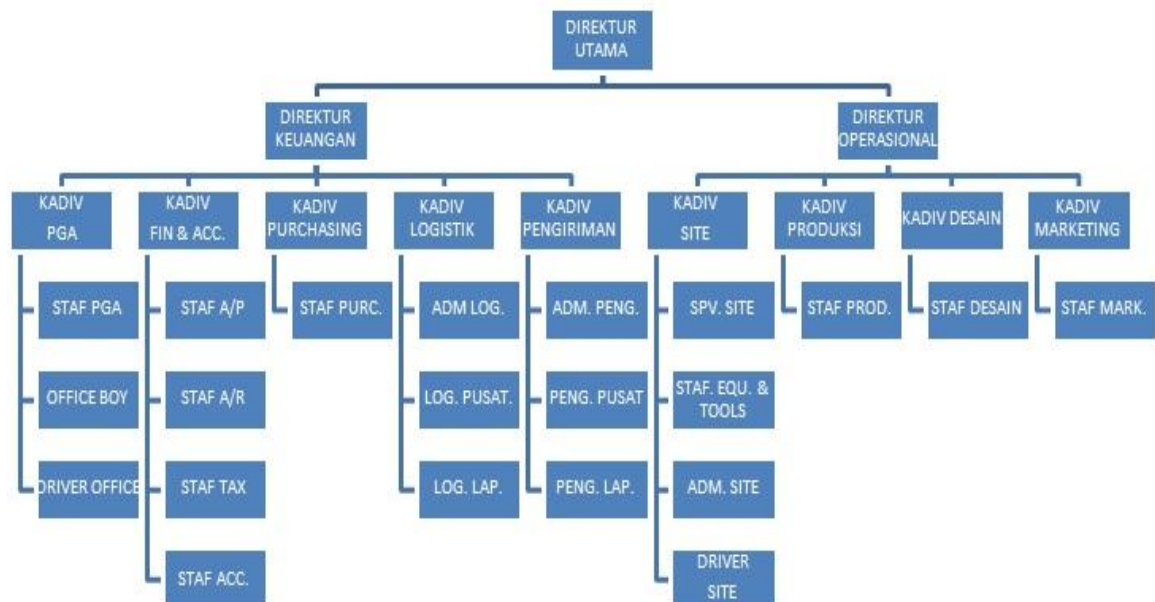 DIREKTUR
UTAMA
DIREKTUR
KEUANGAN
DIREKTUR
OPERASIONAL
KADIV
PGA
KADIV
FIN & ACC.
KADIV
PURCHASING
KADIV
LOGISTIK
KADIV
PENGIRIMAN
KADIV
SITE
KADIV
PRODUKSI
KADIV DESAIN
KADIV
MARKETING
STAF PGA
STAF A/P
STAF PURC.
ADM LOG.
ADM. PENG.
SPV. SITE
STAF PROD.
STAF DESAIN
STAF MARK.
OFFICE BOY
STAF A/R
LOG. PUSAT.
PENG. PUSAT
STAF. EQU. &
TOOLS
DRIVER OFFICE
STAF TAX
LOG. LAP.
PENG. LAP.
ADM. SITE
STAF ACC.
DRIVER
SITE